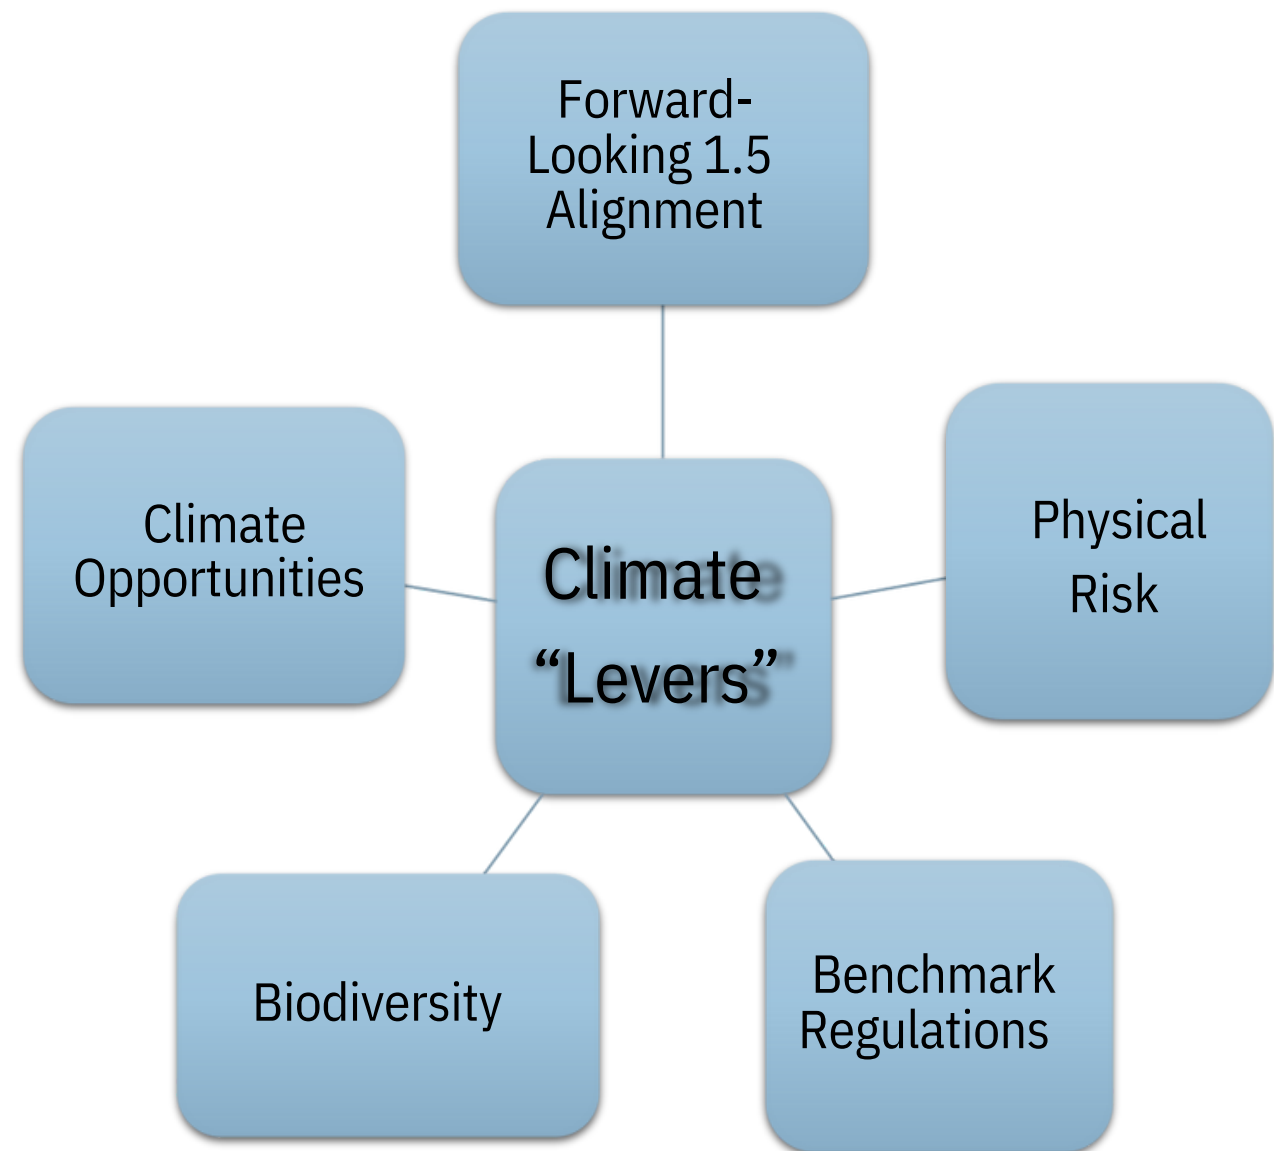 Forward-
Looking 1.5
Alignment
Climate
Opportunities
Climate
“Levers”
Physical
Risk
Biodiversity
Benchmark
Regulations